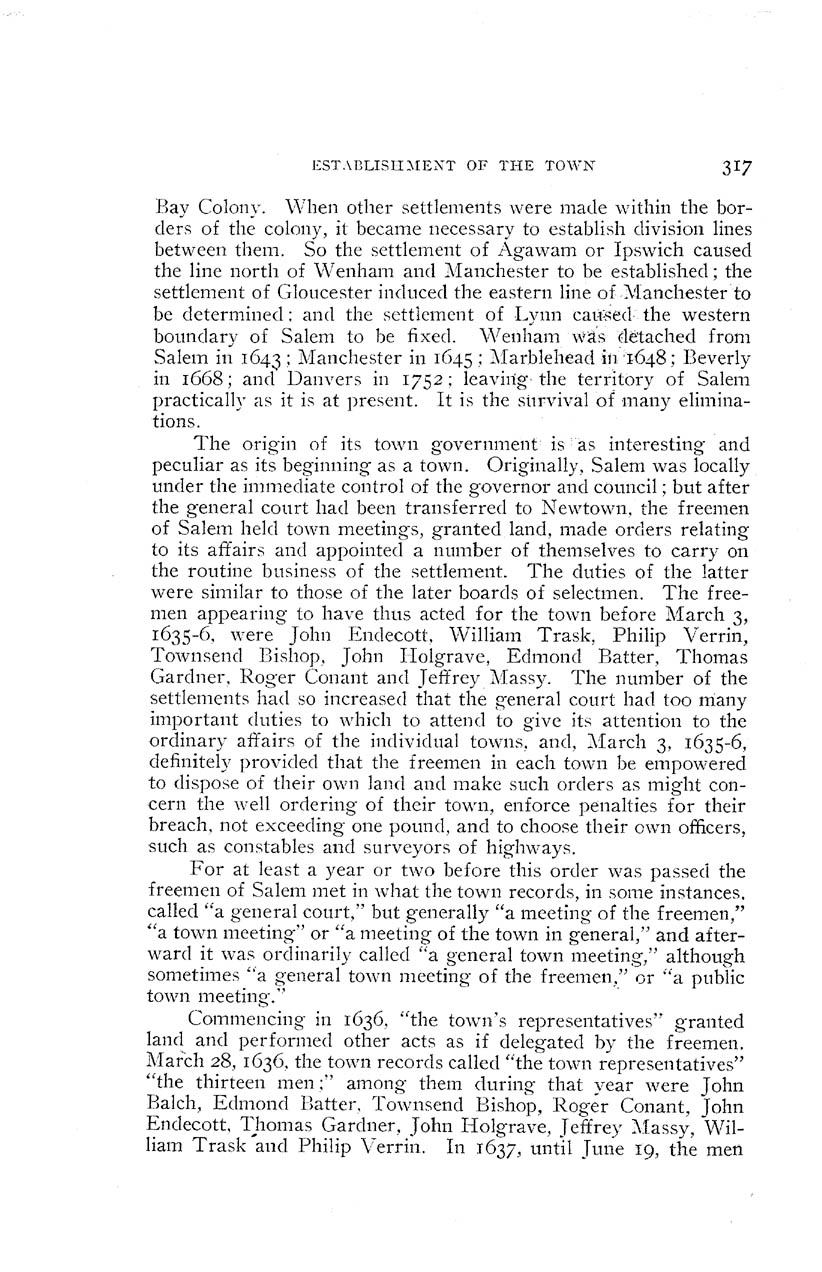 ESTABLISHMENT OF THE TOWN 317
Bay Colony. When other settlements were made within the bor-
ders of the colony, it became necessary to establish division lines
between them. So the settlement of Agawam or Ipswich caused
the line north of Wenham and Manchester to be established; the
settlement of Gloucester induced the eastern line of Manchester to
be determined; and the settlement of Lynn caused the western
boundary of Salem to be fixed. Wenham was detached from
Salem in 1643; Manchester in 1645; Marblehead in 1648; Beverly
in 1668; and Danvers in 1752; leaving the territory of Salem
practically as it is at present. It is the survival of many elimina-
tions.
The origin of its town government is as interesting and
peculiar as its beginning as a town. Originally, Salem was locally
under the immediate control of the governor and council; but after
the general court had been transferred to Newtown, the freemen
of Salem held town meetings, granted land, made orders relating
to its affairs and appointed a number of themselves to carry on
the routine business of the settlement. The duties of the latter
were similar to those of the later boards of selectmen. The free-
men appearing to have thus acted for the town before March 3,
1635-6, were John Endecott, William Trask, Philip Verrin,
Townsend Bishop, John Holgrave, Edmond Batter, Thomas
Gardner, Roger Conant and Jeffrey Massy. The number of the
settlements had so increased that the general court had too many
important duties to which to attend to give its attention to the
ordinary affairs of the individual towns, and, March 3, 1635-6,
definitely provided that the freemen in each town be empowered
to dispose of their own land and make such orders as might con-
cern the well ordering of their town, enforce penalties for their
breach, not exceeding one pound, and to choose their own officers,
such as constables and surveyors of highways.
For at least a year or two before this order was passed the
freemen of Salem met in what the town records, in some instances,
called "a general court," but generally "a meeting of the freemen,"
"a town meeting" or "a meeting of the town in general," and after-
ward it was ordinarily called "a general town meeting," although
sometimes "a general town meeting of the freemen," or "a public
town meeting."
Commencing in 1636, "the town's representatives" granted
land and performed other acts as if delegated by the freemen.
March 28, 1636, the town records called "the town representatives"
"the thirteen men;" among them during that year were John
Balch, Edmond Batter, Townsend Bishop, Roger Conant, John
Endecott, Thomas Gardner, John Holgrave, Jeffrey Massy, Wil-
liam Trask and Philip Verrin. In 1637, until June 19, the men